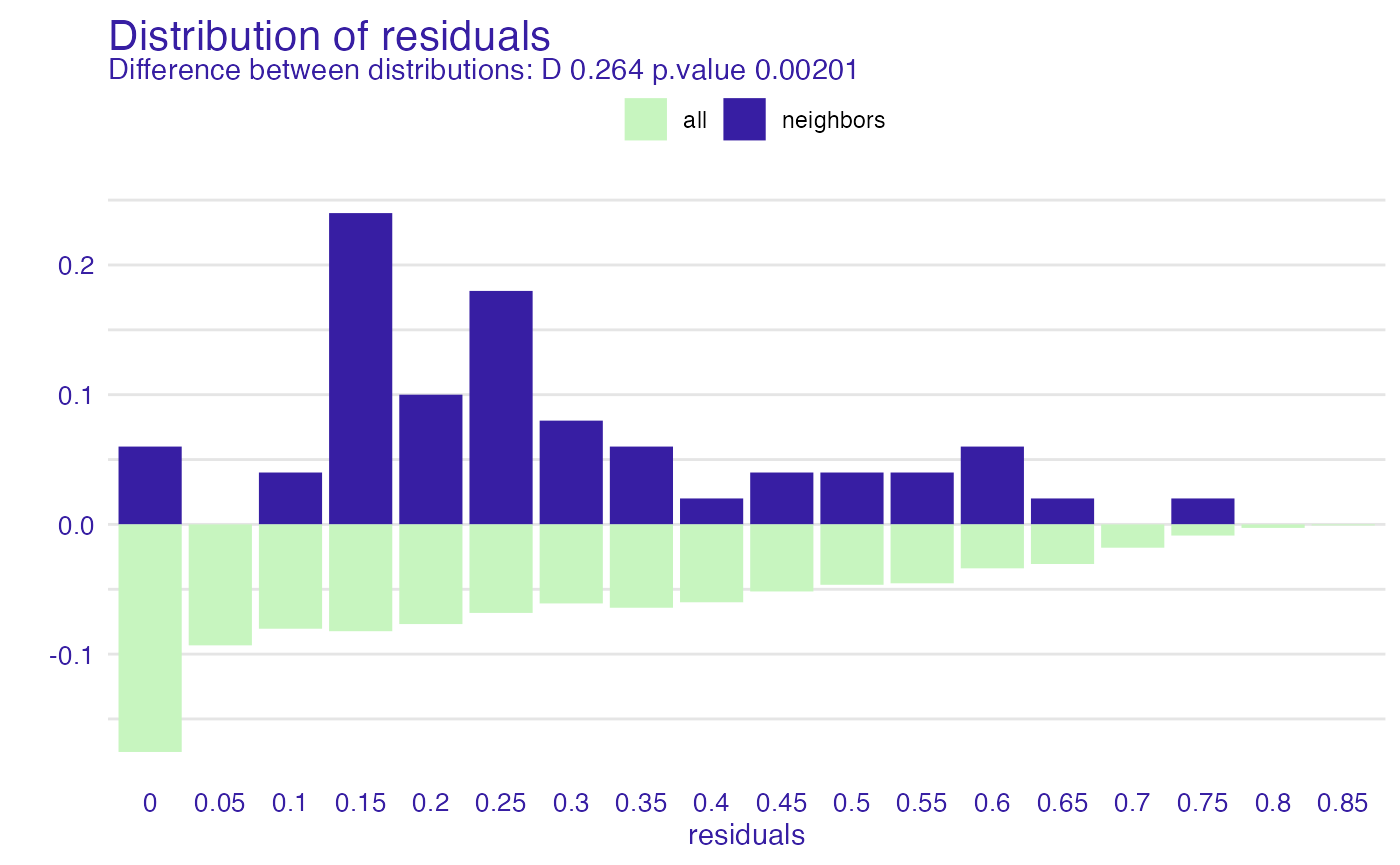 Distribution of residuals
Difference between distributions: D 0.264 p.value 0.00201
all neighbors
0.2
0.1
0.0
-0.1
0 0.05 0.1 0.15 0.2 0.25 0.3 0.35 0.4 0.45 0.5 0.55 0.6 0.65 0.7 0.75 0.8 0.85
residuals